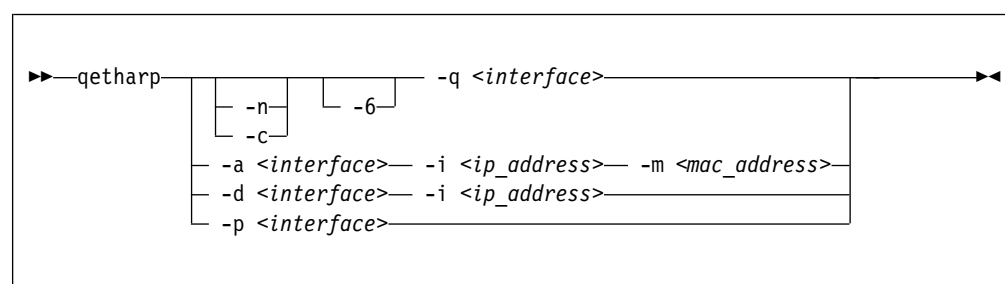 qetharp -q <interface>
-n -6
-c
-a <interface> -i <ip_address> -m <mac_address>
-d <interface> -i <ip_address>
-p <interface>